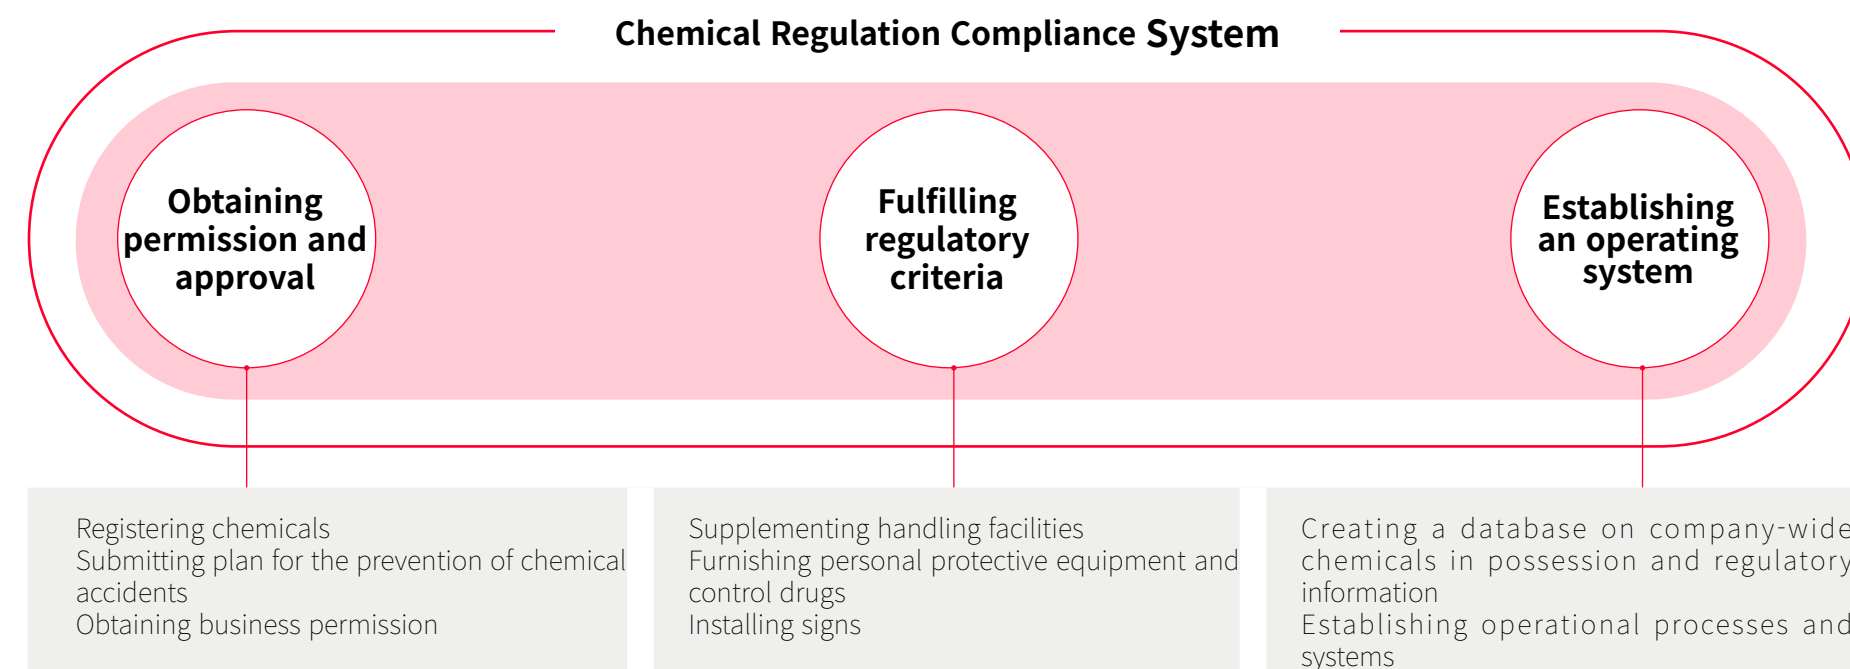 Chemical Regulation Compliance System
Obtaining
permission and
approval
Fulfilling
regulatory
criteria
Establishing
an operating
system
Registering chemicals
Submitting plan for the prevention of chemical
accidents
Obtaining business permission
Supplementing handling facilities
Furnishing personal protective equipment and
control drugs
Installing signs
Creating a database on company-wide
chemicals in possession and regulatory
information
Establishing operational processes and
systems